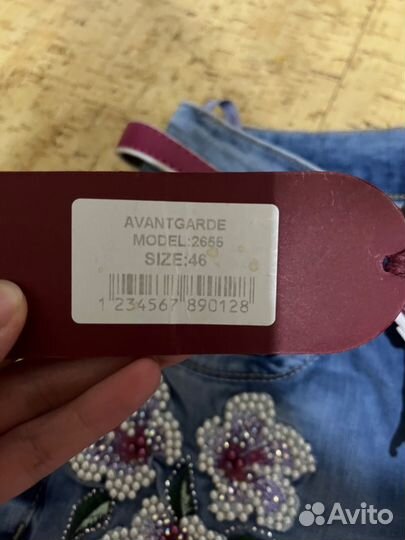 AVANTGARDE
MODEL:2655
SIZE:46
1 234567 890128
Avito